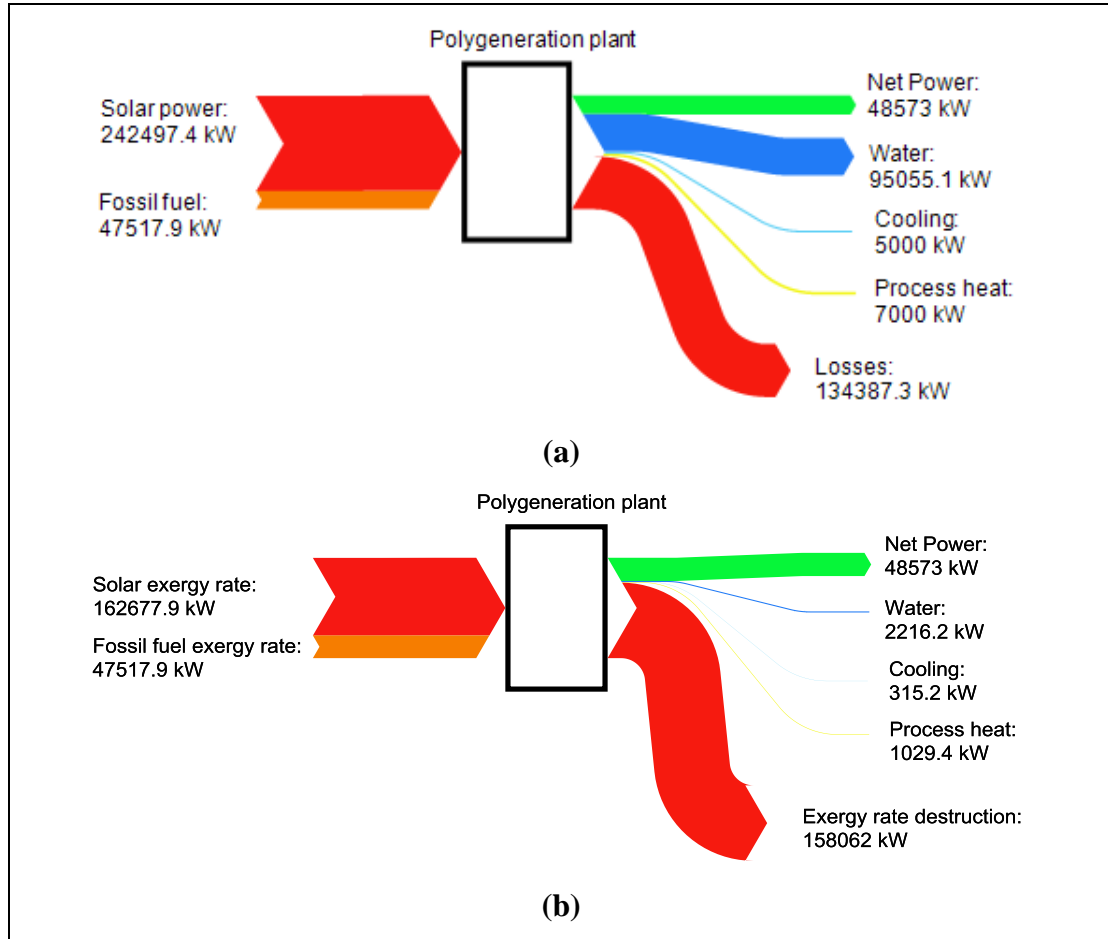 Polygeneration plant
Solar power:
242497.4 kW
Fossil fuel:
47517.9 kW
Net Power:
48573 kW
Water:
95055.1 kW
Cooling:
5000 kW
Process heat:
7000 kW
Losses:
134387.3 kW
(a)
Polygeneration plant
Solar exergy rate:
162677.9 kW
Fossil fuel exergy rate:
47517.9 kW
Net Power:
48573 kW
Water:
2216.2 kW
Cooling:
315.2 kW
Process heat:
1029.4 kW
Exergy rate destruction:
158062 kW
(b)